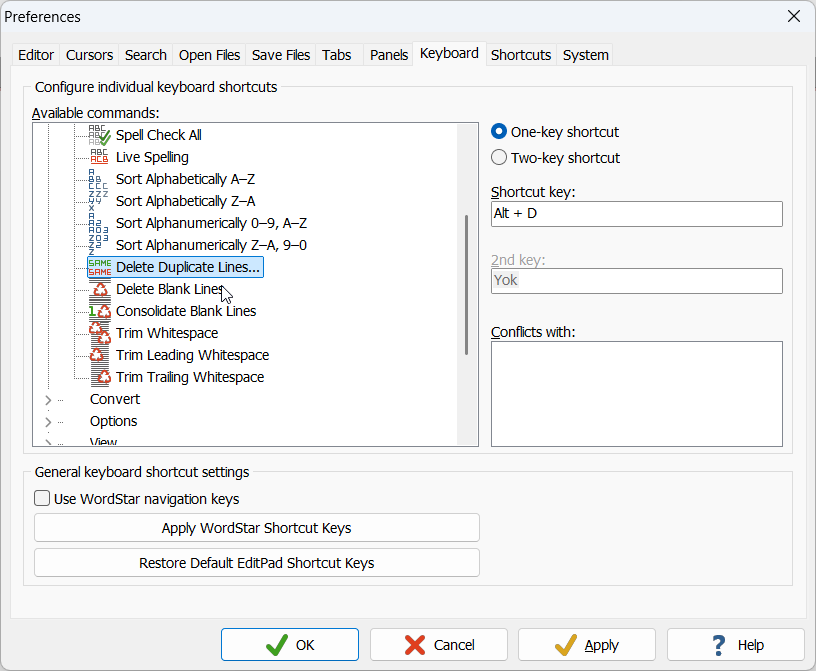 Preferences
Editor Cursors Search Open Files Save Files Tabs Panels Keyboard Shortcuts System
Configure individual keyboard shortcuts
Available commands:
Spell Check All
Live Spelling
Sort Alphabetically A–Z
Sort Alphabetically Z–A
Sort Alphanumerically 0–9, A–Z
Sort Alphanumerically Z–A, 9–0
Delete Duplicate Lines...
Delete Blank Lines
Consolidate Blank Lines
Trim Whitespace
Trim Leading Whitespace
Trim Trailing Whitespace
Convert
Options
View
One-key shortcut
Two-key shortcut
Shortcut key:
Alt + D
2nd key:
Yok
Conflicts with:
General keyboard shortcut settings
Use WordStar navigation keys
Apply WordStar Shortcut Keys
Restore Default EditPad Shortcut Keys
OK Cancel Apply ? Help